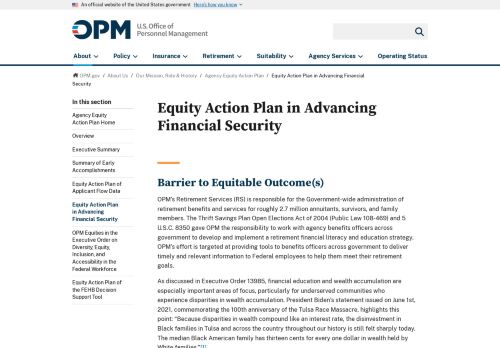 An official website of the United States government Here's how you know
OPM U.S. Office of
Personnel Management
About Policy Insurance Retirement Suitability Agency Services Operating Status
OPM.gov / About Us / Our Mission, Role & History / Agency Equity Action Plan / Equity Action Plan in Advancing Financial
Security
In this section
Agency Equity
Action Plan Home
Overview
Executive Summary
Summary of Early
Accomplishments
Equity Action Plan of
Applicant Flow Data
Equity Action Plan
in Advancing
Financial Security
OPM Equities in the
Executive Order on
Diversity, Equity,
Inclusion, and
Accessibility in the
Federal Workforce
Equity Action Plan of
the FEHB Decision
Support Tool
Equity Action Plan in Advancing
Financial Security
Barrier to Equitable Outcome(s)
OPM's Retirement Services (RS) is responsible for the Government-wide administration of
retirement benefits and services for roughly 2.7 million annuitants, survivors, and family
members. The Thrift Savings Plan Open Elections Act of 2004 (Public Law 108-469) and 5
U.S.C. 8350 gave OPM the responsibility to work with agency benefits officers across
government to develop and implement a retirement financial literacy and education strategy.
OPM's effort is targeted at providing tools to benefits officers across government to deliver
timely and relevant information to Federal employees to help them meet their retirement
goals.
As discussed in Executive Order 13985, financial education and wealth accumulation are
especially important areas of focus, particularly for underserved communities who
experience disparities in wealth accumulation. President Biden's statement issued on June 1st,
2021, commemorating the 100th anniversary of the Tulsa Race Massacre, highlights this
point: "Because disparities in wealth compound like an interest rate, the disinvestment in
Black families in Tulsa and across the country throughout our history is still felt sharply today.
The median Black American family has thirteen cents for every one dollar in wealth held by
White families."[1]